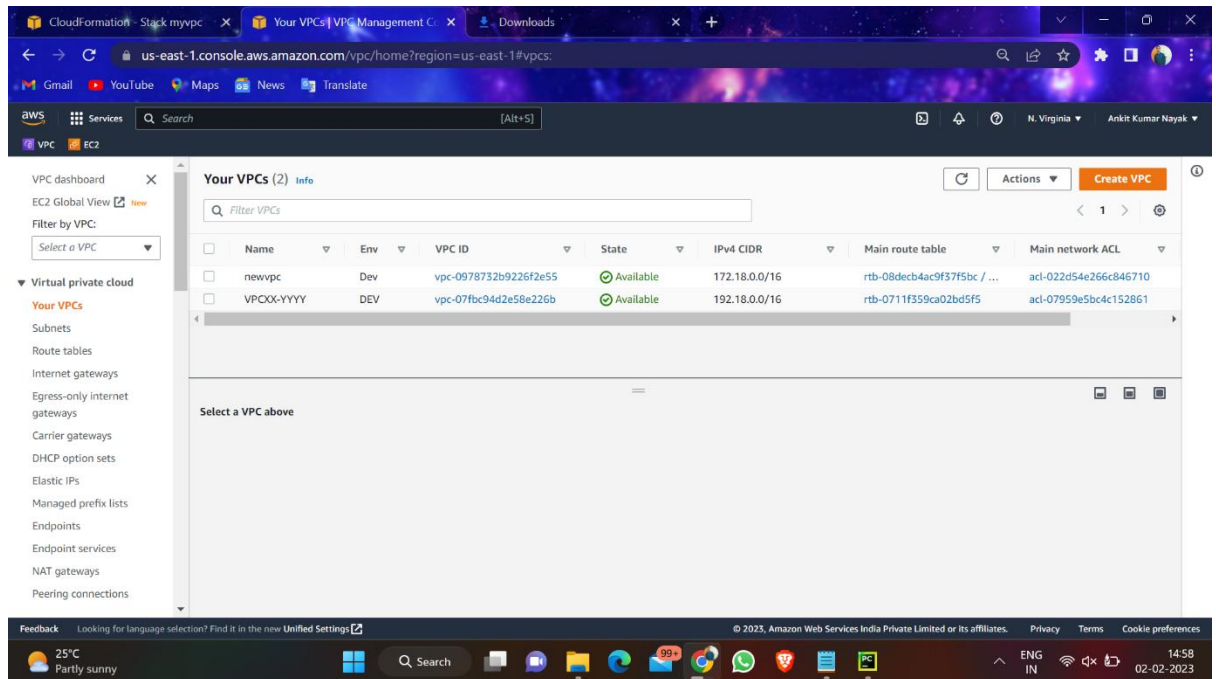 CloudFormation - Stack myvpc
Your VPCs | VPC Management Co
Downloads
us-east-1.console.aws.amazon.com/vpc/home?region=us-east-1#vpcs:
Gmail YouTube Maps News Translate
aws Services Search [Alt+S] N. Virginia ▼ Ankit Kumar Nayak ▼
VPC EC2
VPC dashboard
EC2 Global View New
Filter by VPC:
Select a VPC
Virtual private cloud
Your VPCs
Subnets
Route tables
Internet gateways
Egress-only internet
gateways
Carrier gateways
DHCP option sets
Elastic IPs
Managed prefix lists
Endpoints
Endpoint services
NAT gateways
Peering connections
Your VPCs (2) Info
Actions ▼ Create VPC
Filter VPCs
1
Name Env VPC ID State IPv4 CIDR Main route table Main network ACL
newvpc Dev vpc-0978732b9226f2e55 Available 172.18.0.0/16 rtb-08decb4ac9f37f5bc / ... acl-022d54e266c846710
VPCXX-YYYY DEV vpc-07fbc94d2e58e226b Available 192.18.0.0/16 rtb-0711f359ca02bd5f5 acl-07959e5bc4c152861
Select a VPC above
Feedback Looking for language selection? Find it in the new Unified Settings © 2023, Amazon Web Services India Private Limited or its affiliates. Privacy Terms Cookie preferences
25°C
Partly sunny
Search
99+
PC
ENG
IN
14:58
02-02-2023